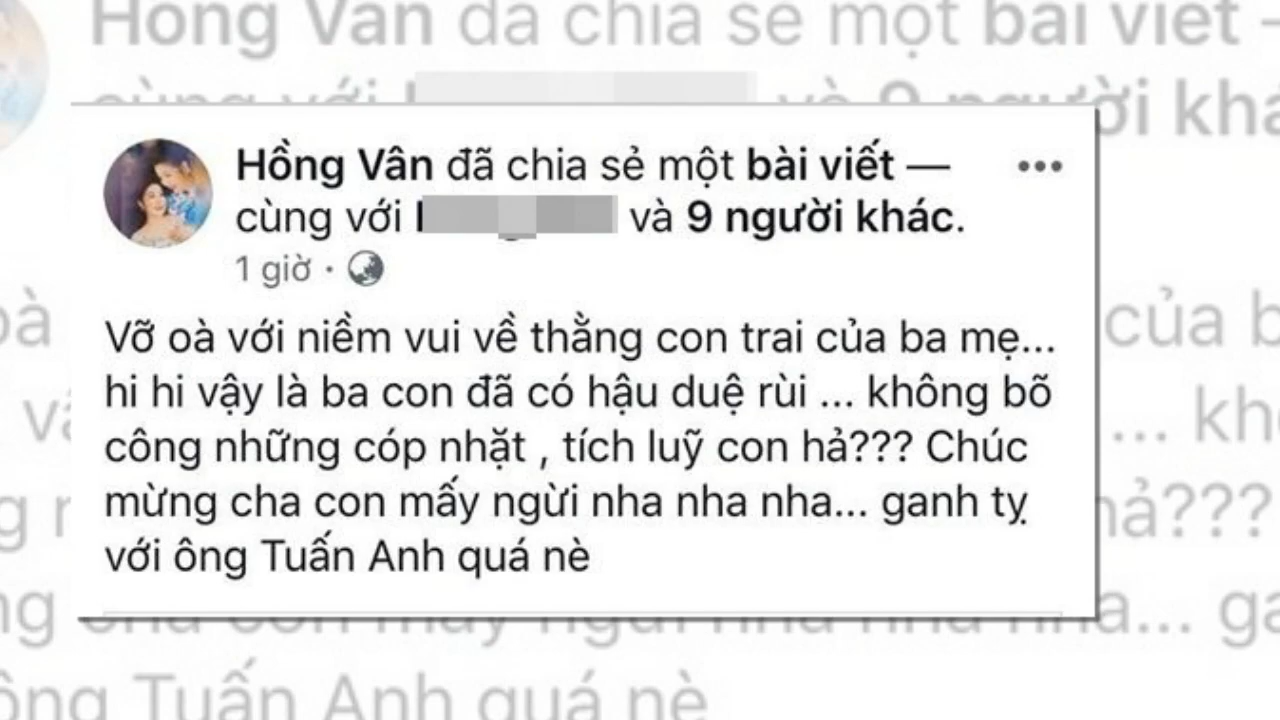 Hồng Vân đã chia sẻ một bài viết —
cùng với và 9 người khác.
1 giờ ·
Vỡ oà với niềm vui về thằng con trai của ba mẹ...
hi hi vậy là ba con đã có hậu duệ rùi ... không bõ
công những cóp nhặt , tích luỹ con hả??? Chúc
mừng cha con mấy ngừi nha nha nha... ganh tỵ
với ông Tuấn Anh quá nè